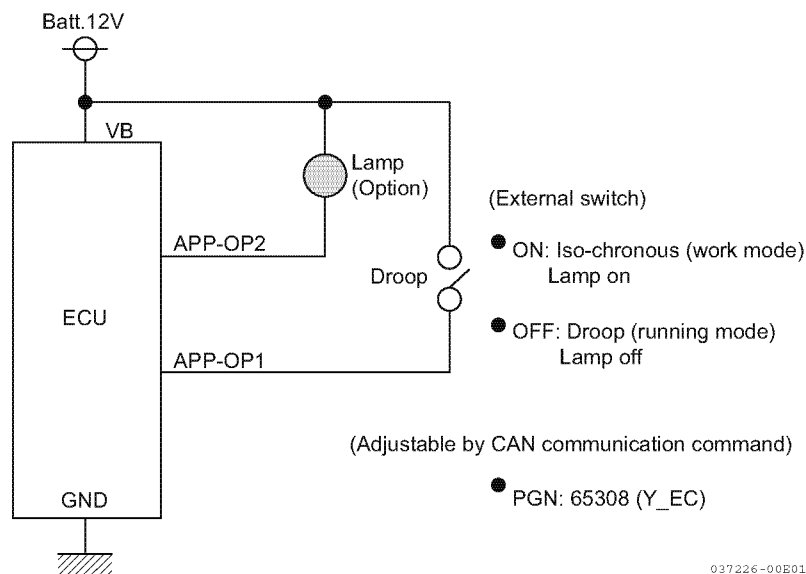 Batt.12V
VB
Lamp
(Option)
(External switch)
APP-OP2
ON: Iso-chronous (work mode)
Lamp on
Droop
ECU
OFF: Droop (running mode)
Lamp off
APP-OP1
(Adjustable by CAN communication command)
GND
PGN: 65308 (Y_EC)
037226-00E01